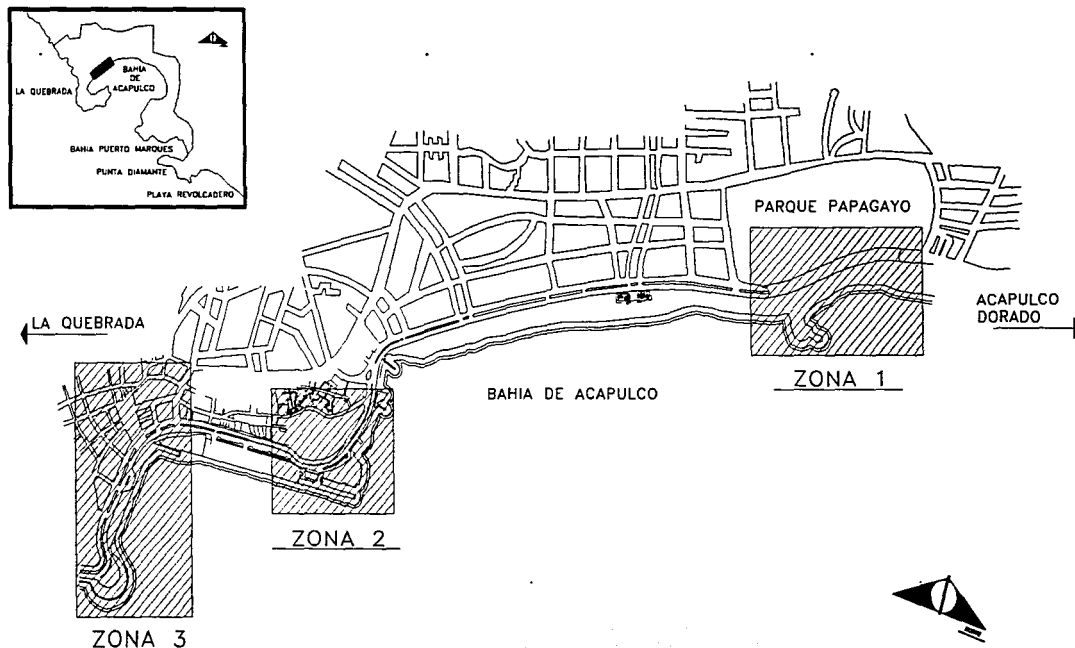 LA QUEBRADA
BAHIA
DE
ACAPULCO
BAHIA PUERTO MARQUES
PUNTA DIAMANTE
PLAYA REVOLCADERO
PARQUE PAPAGAYO
LA QUEBRADA
ACAPULCO
DORADO
ZONA 1
BAHIA DE ACAPULCO
ZONA 2
ZONA 3